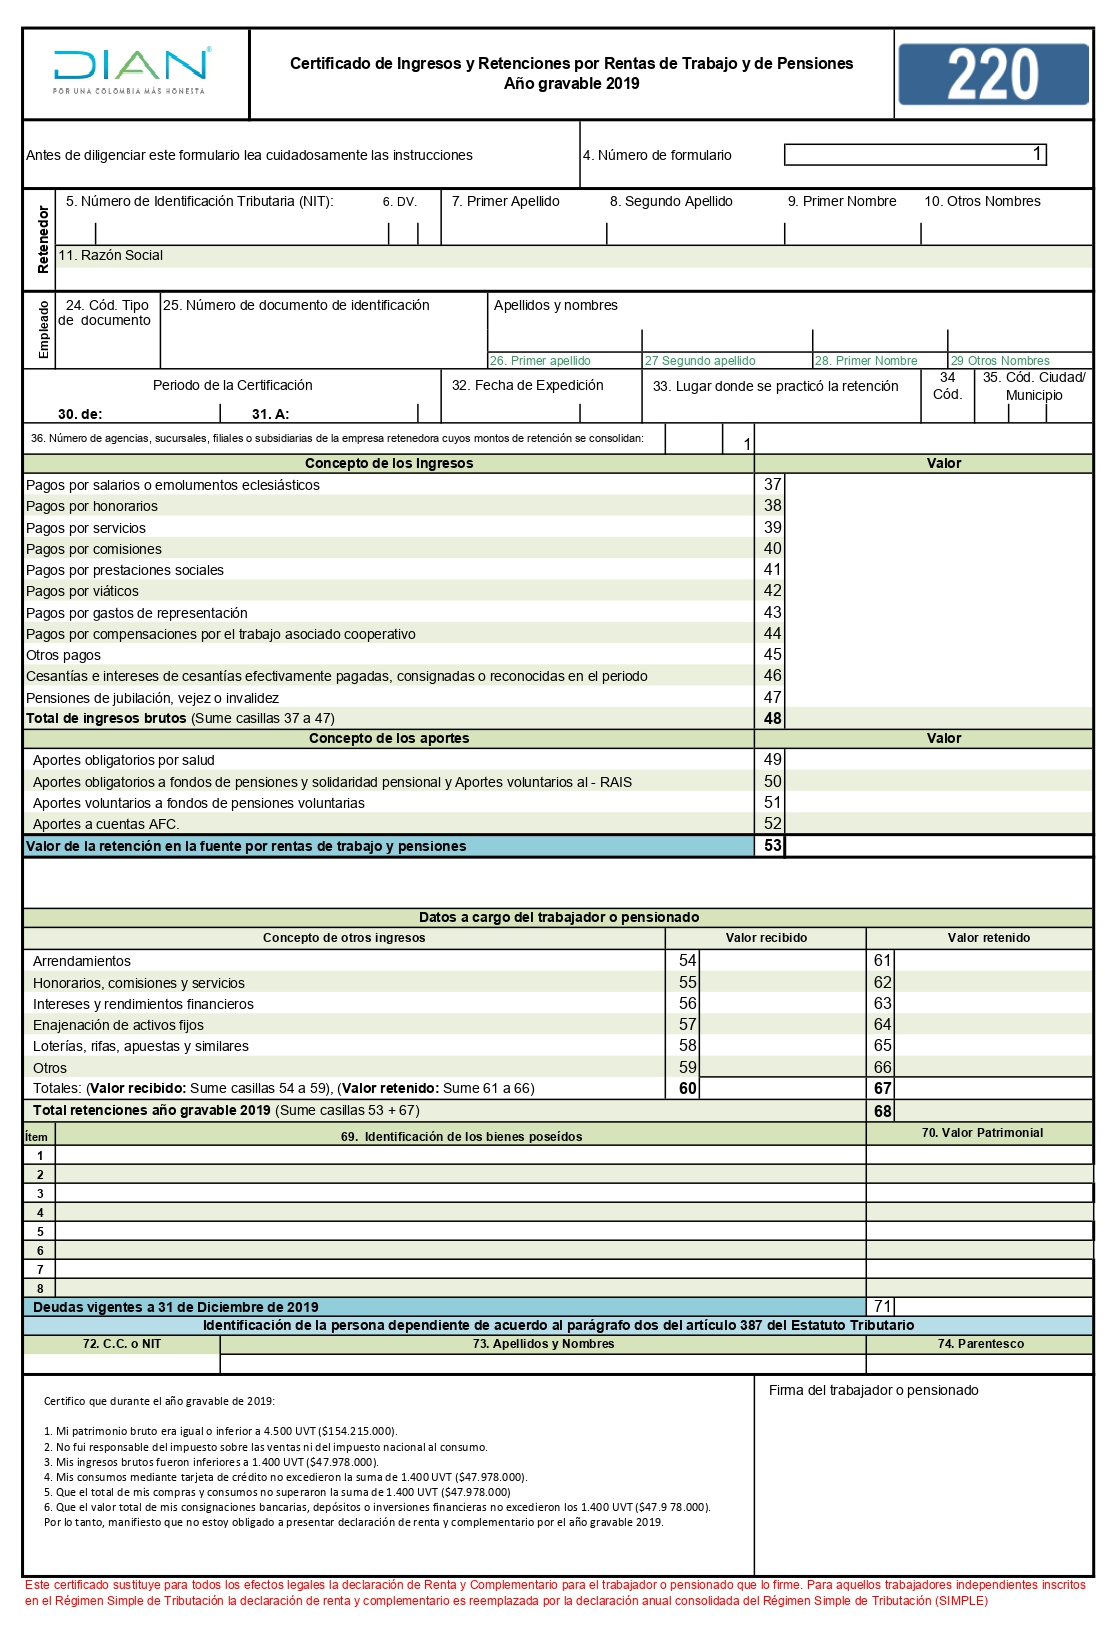 DIAN®
POR UNA COLOMBIA MÁS HONESTA
Certificado de Ingresos y Retenciones por Rentas de Trabajo y de Pensiones
Año gravable 2019
220
Antes de diligenciar este formulario lea cuidadosamente las instrucciones
4. Número de formulario
1
Retenedor
5. Número de Identificación Tributaria (NIT):
6. DV.
7. Primer Apellido
8. Segundo Apellido
9. Primer Nombre
10. Otros Nombres
11. Razón Social
Empleado
24. Cód. Tipo
de documento
25. Número de documento de identificación
Apellidos y nombres
26. Primer apellido
27 Segundo apellido
28. Primer Nombre
29 Otros Nombres
Periodo de la Certificación
30. de:
31. A:
32. Fecha de Expedición
33. Lugar donde se practicó la retención
34
Cód.
35. Cód. Ciudad/
Municipio
36. Número de agencias, sucursales, filiales o subsidiarias de la empresa retenedora cuyos montos de retención se consolidan:
1
Concepto de los Ingresos Valor
Pagos por salarios o emolumentos eclesiásticos 37
Pagos por honorarios 38
Pagos por servicios 39
Pagos por comisiones 40
Pagos por prestaciones sociales 41
Pagos por viáticos 42
Pagos por gastos de representación 43
Pagos por compensaciones por el trabajo asociado cooperativo 44
Otros pagos 45
Cesantías e intereses de cesantías efectivamente pagadas, consignadas o reconocidas en el periodo 46
Pensiones de jubilación, vejez o invalidez 47
Total de ingresos brutos (Sume casillas 37 a 47) 48
Concepto de los aportes Valor
Aportes obligatorios por salud 49
Aportes obligatorios a fondos de pensiones y solidaridad pensional y Aportes voluntarios al - RAIS 50
Aportes voluntarios a fondos de pensiones voluntarias 51
Aportes a cuentas AFC. 52
Valor de la retención en la fuente por rentas de trabajo y pensiones 53
Datos a cargo del trabajador o pensionado
Concepto de otros ingresos Valor recibido Valor retenido
Arrendamientos 54 61
Honorarios, comisiones y servicios 55 62
Intereses y rendimientos financieros 56 63
Enajenación de activos fijos 57 64
Loterías, rifas, apuestas y similares 58 65
Otros 59 66
Totales: (Valor recibido: Sume casillas 54 a 59), (Valor retenido: Sume 61 a 66) 60 67
Total retenciones año gravable 2019 (Sume casillas 53 + 67) 68
Ítem 69. Identificación de los bienes poseídos 70. Valor Patrimonial
1
2
3
4
5
6
7
8
Deudas vigentes a 31 de Diciembre de 2019 71
Identificación de la persona dependiente de acuerdo al parágrafo dos del artículo 387 del Estatuto Tributario
72. C.C. o NIT 73. Apellidos y Nombres 74. Parentesco
Certifico que durante el año gravable de 2019:
1. Mi patrimonio bruto era igual o inferior a 4.500 UVT ($154.215.000).
2. No fui responsable del impuesto sobre las ventas ni del impuesto nacional al consumo.
3. Mis ingresos brutos fueron inferiores a 1.400 UVT ($47.978.000).
4. Mis consumos mediante tarjeta de crédito no excedieron la suma de 1.400 UVT ($47.978.000).
5. Que el total de mis compras y consumos no superaron la suma de 1.400 UVT ($47.978.000)
6. Que el valor total de mis consignaciones bancarias, depósitos o inversiones financieras no excedieron los 1.400 UVT ($47.9 78.000).
Por lo tanto, manifiesto que no estoy obligado a presentar declaración de renta y complementario por el año gravable 2019.
Firma del trabajador o pensionado
Este certificado sustituye para todos los efectos legales la declaración de Renta y Complementario para el trabajador o pensionado que lo firme. Para aquellos trabajadores independientes inscritos
en el Régimen Simple de Tributación la declaración de renta y complementario es reemplazada por la declaración anual consolidada del Régimen Simple de Tributación (SIMPLE)